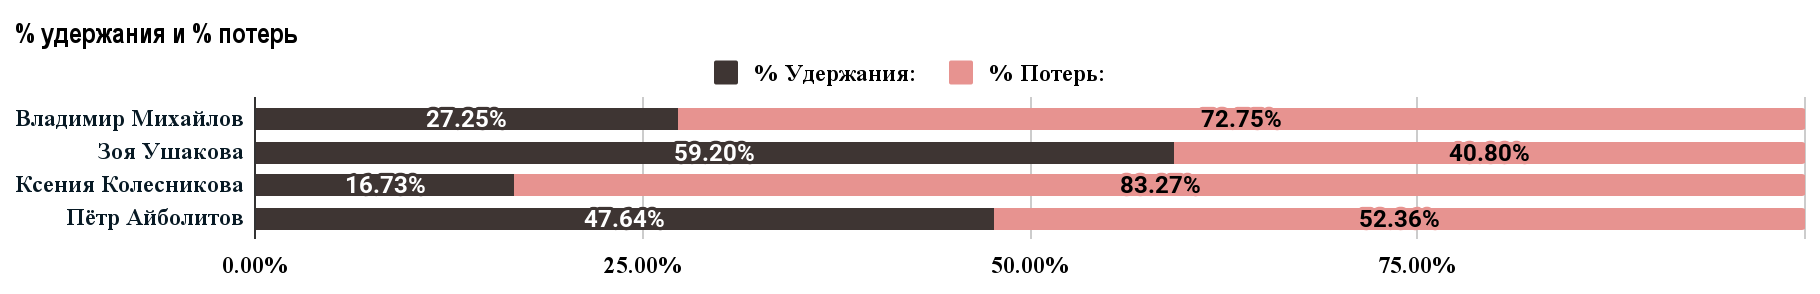 % удержания и % потерь
% Удержания: % Потерь:
Владимир Михайлов 27.25% 72.75%
Зоя Ушакова 59.20% 40.80%
Ксения Колесникова 16.73% 83.27%
Пётр Айболитов 47.64% 52.36%
0.00% 25.00% 50.00% 75.00%